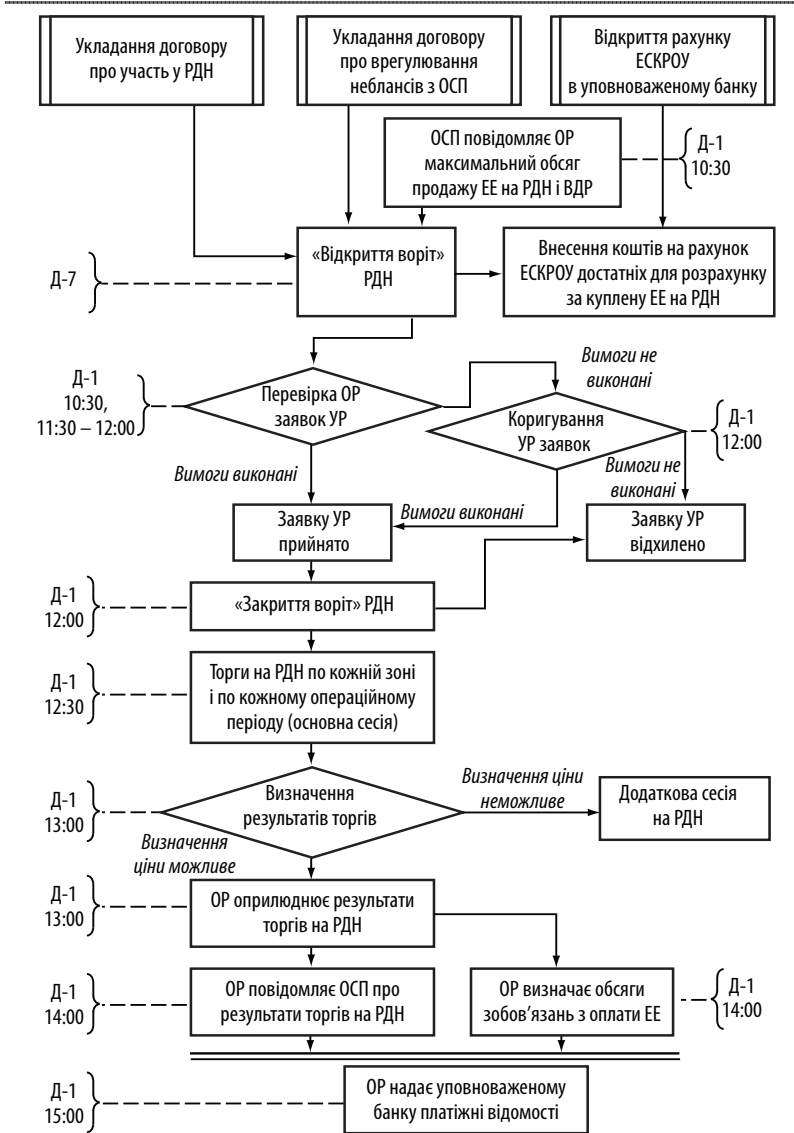 Укладання договору
про участь у РДН
Укладання договору
про врегулювання
неблансів з ОСП
Відкриття рахунку
ЕСКРОУ
в уповноваженому банку
ОСП повідомляє ОР
максимальний обсяг
продажу ЕЕ на РДН і ВДР
Д-1
10:30
Д-7
«Відкриття воріт»
РДН
Внесення коштів на рахунок
ЕСКРОУ достатніх для розрахунку
за куплену ЕЕ на РДН
Д-1
10:30,
11:30 – 12:00
Перевірка ОР
заявок УР
Вимоги не
виконані
Коригування
УР заявок
Д-1
12:00
Вимоги виконані
Вимоги не
виконані
Вимоги виконані
Заявку УР
прийнято
Заявку УР
відхилено
Д-1
12:00
«Закриття воріт» РДН
Д-1
12:30
Торги на РДН по кожній зоні
і по кожному операційному
періоду (основна сесія)
Д-1
13:00
Визначення
результатів торгів
Визначення ціни
неможливе
Додаткова сесія
на РДН
Визначення
ціни можливе
Д-1
13:00
ОР оприлюднює результати
торгів на РДН
Д-1
14:00
ОР повідомляє ОСП про
результати торгів на РДН
ОР визначає обсяги
зобов'язань з оплати ЕЕ
Д-1
14:00
Д-1
15:00
ОР надає уповноваженому
банку платіжні відомості